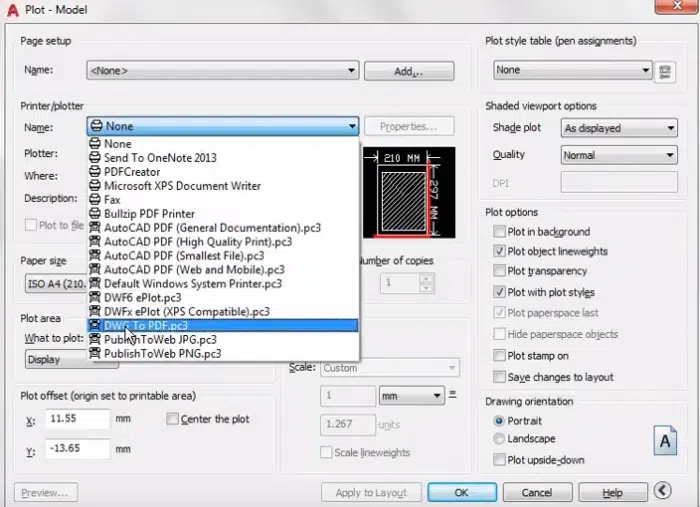 Plot - Model
Page setup
Name: <None> Add...
Plot style table (pen assignments)
None
Printer/plotter
Name: None Properties...
Plotter:
Where:
Description:
Plot to file
None
Send To OneNote 2013
PDFCreator
Microsoft XPS Document Writer
Fax
Bullzip PDF Printer
AutoCAD PDF (General Documentation).pc3
AutoCAD PDF (High Quality Print).pc3
AutoCAD PDF (Smallest File).pc3
AutoCAD PDF (Web and Mobile).pc3
Default Windows System Printer.pc3
DWF6 ePlot.pc3
DWFx ePlot (XPS Compatible).pc3
DWG To PDF.pc3
PublishToWeb JPG.pc3
PublishToWeb PNG.pc3
210 MM
297 MM
Shaded viewport options
Shade plot As displayed
Quality Normal
DPI
Paper size
ISO A4 (210.
Number of copies
1
Plot area
What to plot:
Display
Scale: Custom
1 mm =
1.267 units
Scale lineweights
Plot offset (origin set to printable area)
X: 11.55 mm Center the plot
Y: -13.65 mm
Plot options
Plot in background
Plot object lineweights
Plot transparency
Plot with plot styles
Plot paperspace last
Hide paperspace objects
Plot stamp on
Save changes to layout
Drawing orientation
Portrait
Landscape
Plot upside-down
A
Preview... Apply to Layout OK Cancel Help